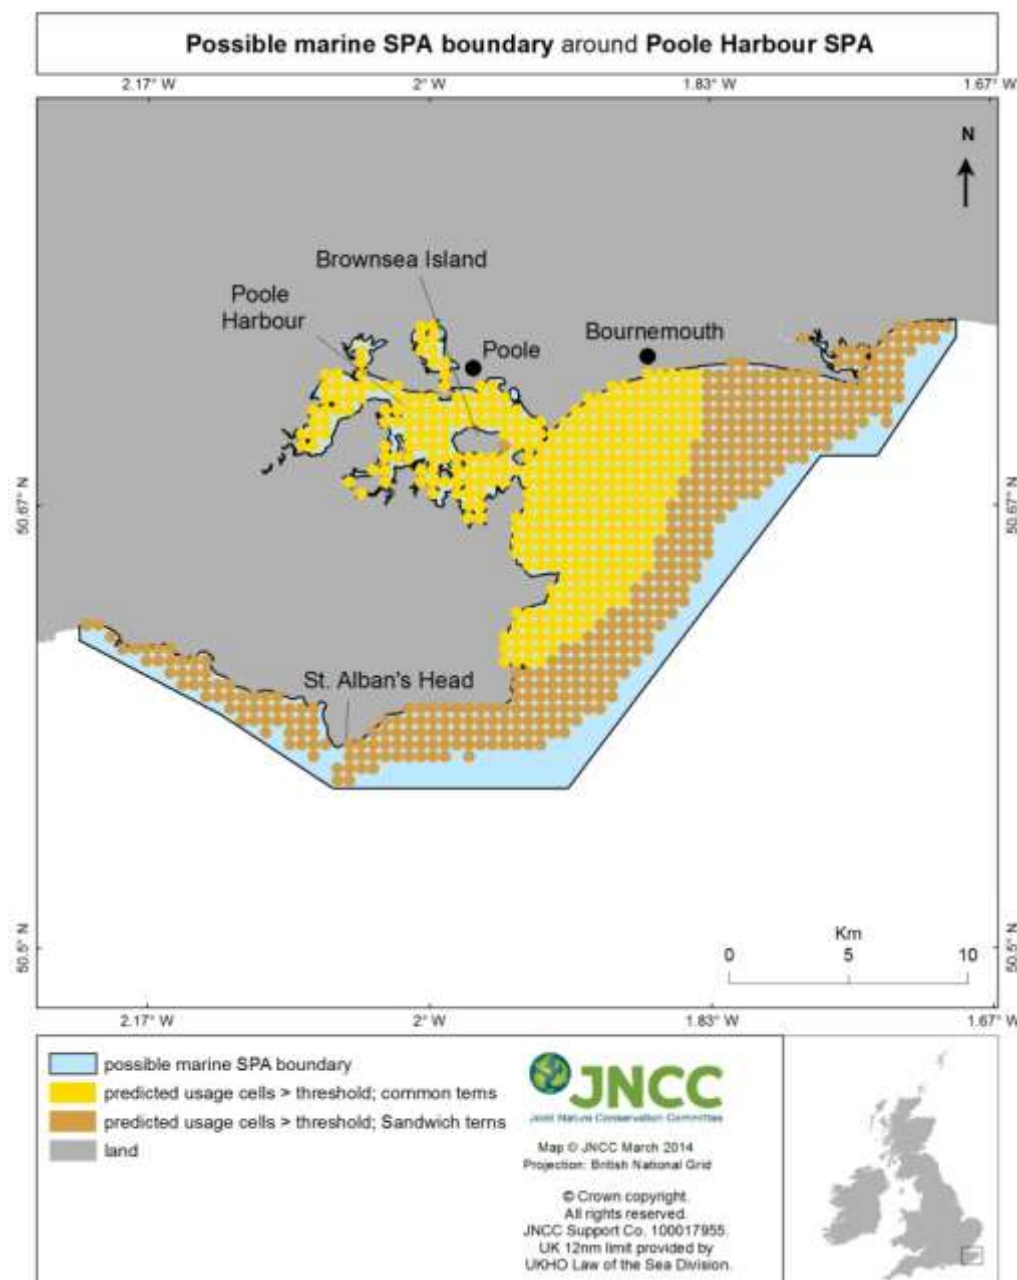 Possible marine SPA boundary around Poole Harbour SPA
2.17° W 2° W 1.83° W 1.67° W
N
Brownsea Island
Poole
Harbour
Bournemouth
Poole
50.67° N 50.67° N
St. Alban's Head
Km
0 5 10
50.5° N 50.5° N
2.17° W 2° W 1.83° W 1.67° W
possible marine SPA boundary
predicted usage cells > threshold; common terns
predicted usage cells > threshold; Sandwich terns
land
JNCC
Joint Nature Conservation Committee
Map © JNCC March 2014
Projection: British National Grid
© Crown copyright.
All rights reserved.
JNCC Support Co. 100017955.
UK 12nm limit provided by
UKHO Law of the Sea Division.